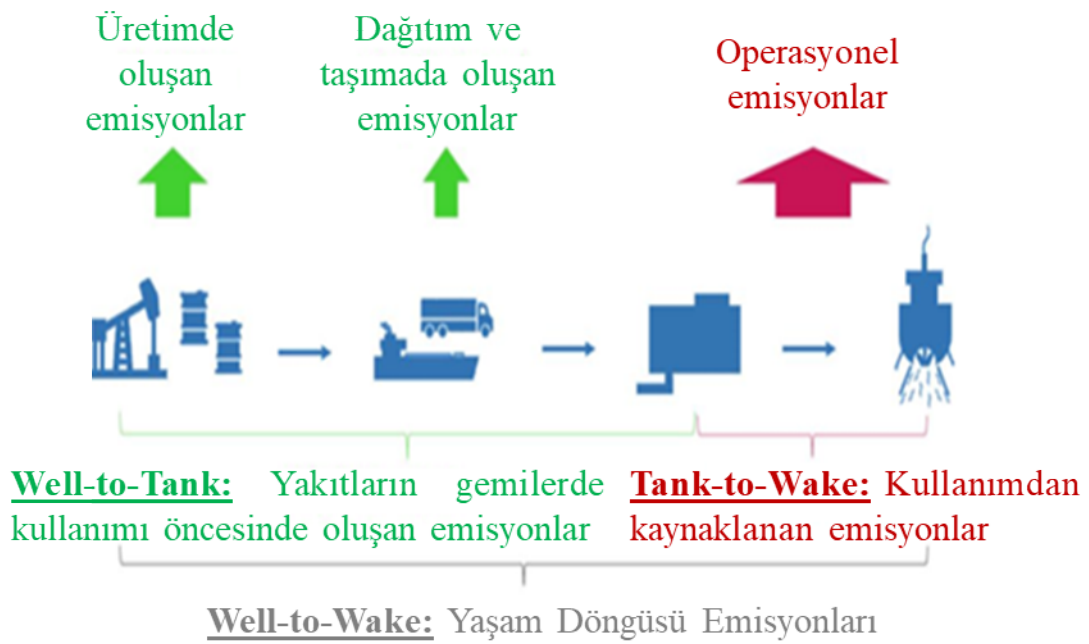 Üretimde
oluşan
emisyonlar
Dağıtım ve
taşımada oluşan
emisyonlar
Operasyonel
emisyonlar
Well-to-Tank: Yakıtların gemilerde
kullanımı öncesinde oluşan emisyonlar
Tank-to-Wake: Kullanımdan
kaynaklanan emisyonlar
Well-to-Wake: Yaşam Döngüsü Emisyonları